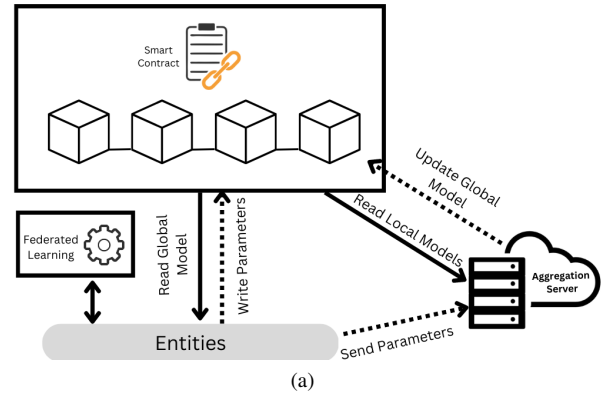 Smart
Contract
Update Global
Model
Read Local Models
Read Global
Model
Write Parameters
Federated
Learning
Aggregation
Server
Entities
Send Parameters
(a)